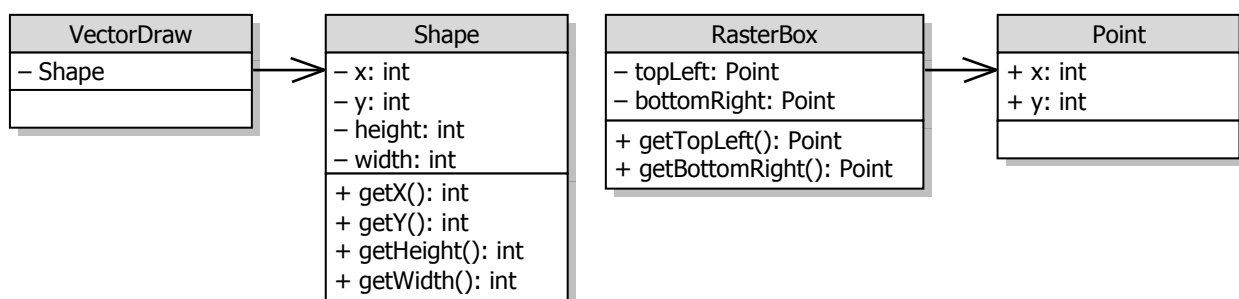 VectorDraw
– Shape
Shape
– x: int
– y: int
– height: int
– width: int
+ getX(): int
+ getY(): int
+ getHeight(): int
+ getWidth(): int
RasterBox
– topLeft: Point
– bottomRight: Point
+ getTopLeft(): Point
+ getBottomRight(): Point
Point
+ x: int
+ y: int